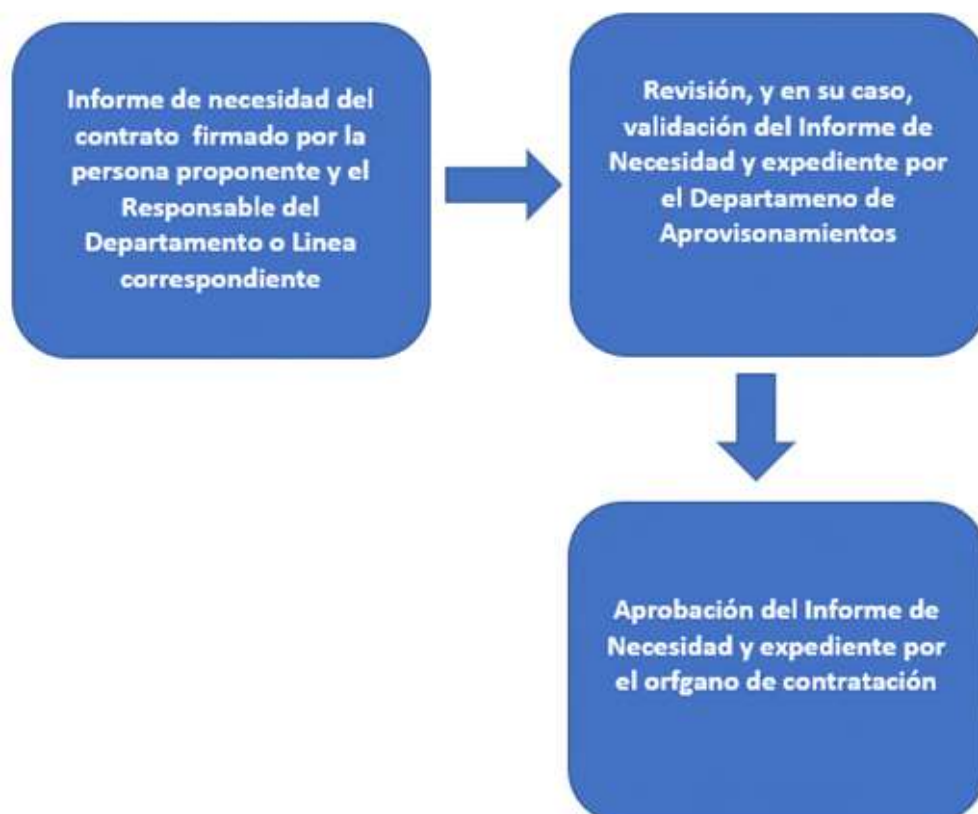 Informe de necesidad del
contrato firmado por la
persona proponente y el
Responsable del
Departamento o Linea
correspondiente
Revisión, y en su caso,
validación del Informe de
Necesidad y expediente por
el Departameno de
Aprovisonamientos
Aprobación del Informe de
Necesidad y expediente por
el orfgano de contratación